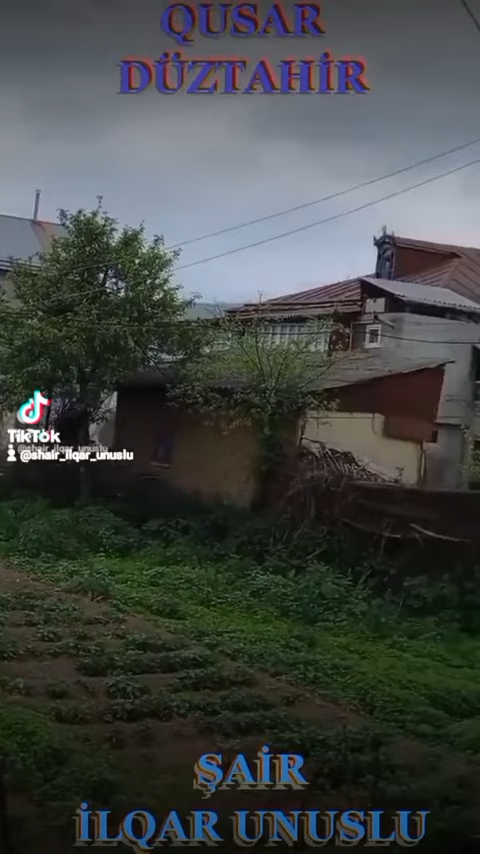 QUSAR
DÜZTAHİR
TikTok
@shair_ilqar_unuslu
ŞAİR
İLQAR UNUSLU